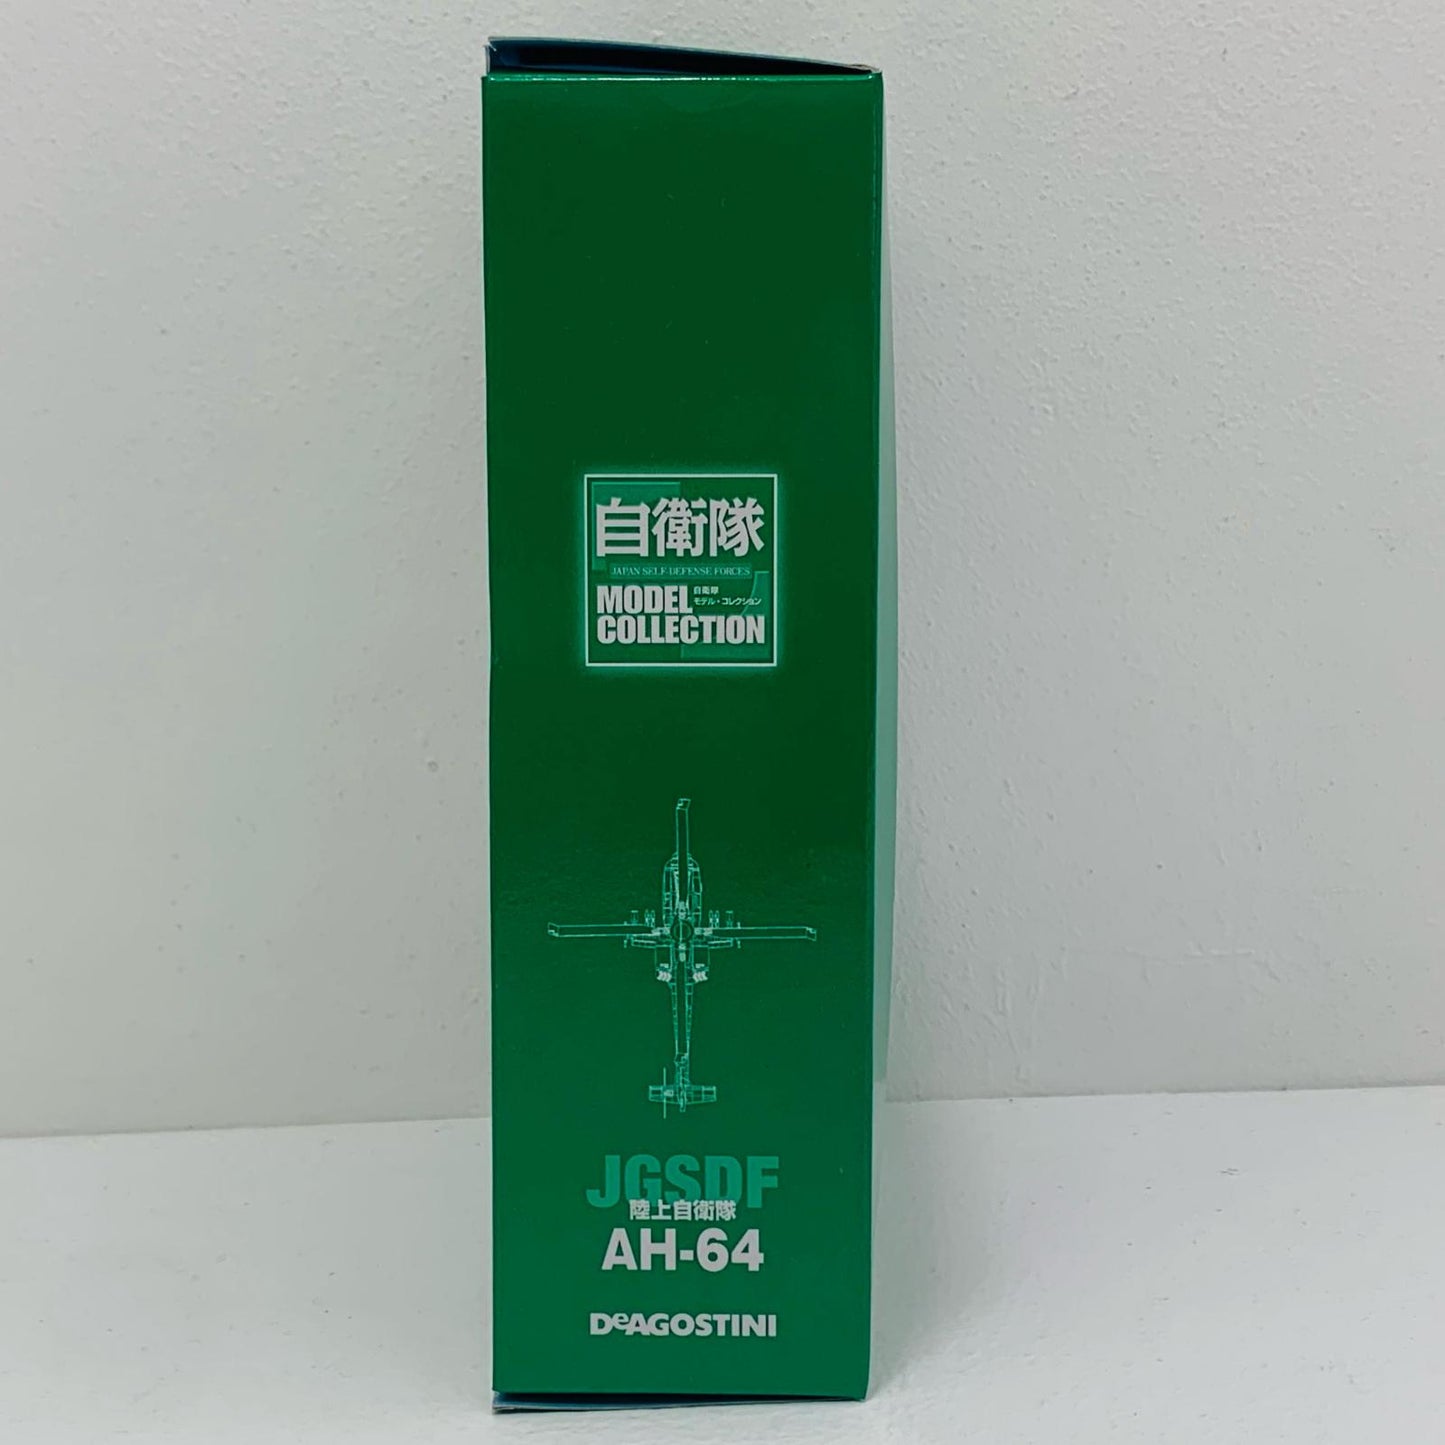 自衛隊
JAPAN SELF-DEFENSE FORCES
MODEL 自衛隊
モデル・コレクション
COLLECTION
JGSDF
陸上自衛隊
AH-64
DeAGOSTINI